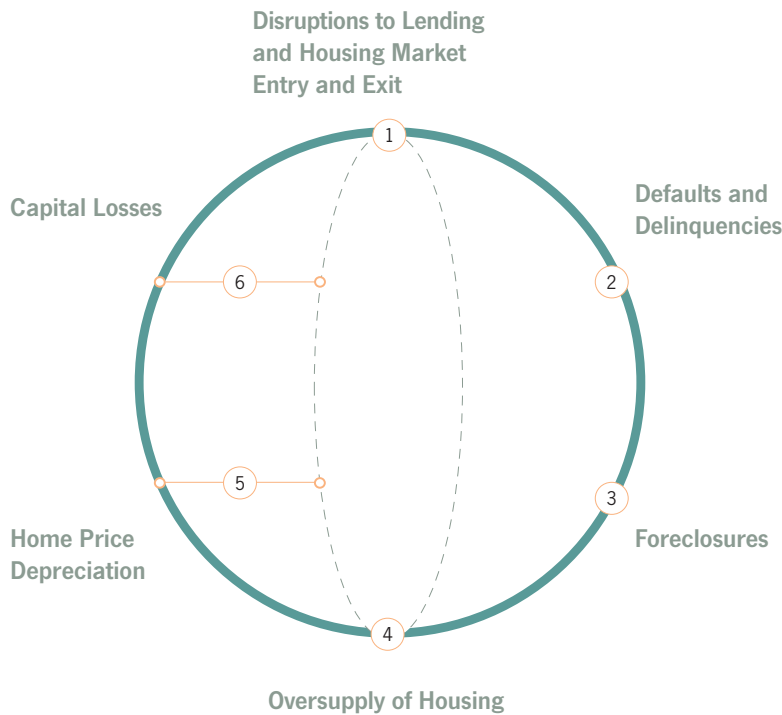 Disruptions to Lending
and Housing Market
Entry and Exit
1
Capital Losses
Defaults and
Delinquencies
6
2
5
3
Home Price
Depreciation
Foreclosures
4
Oversupply of Housing